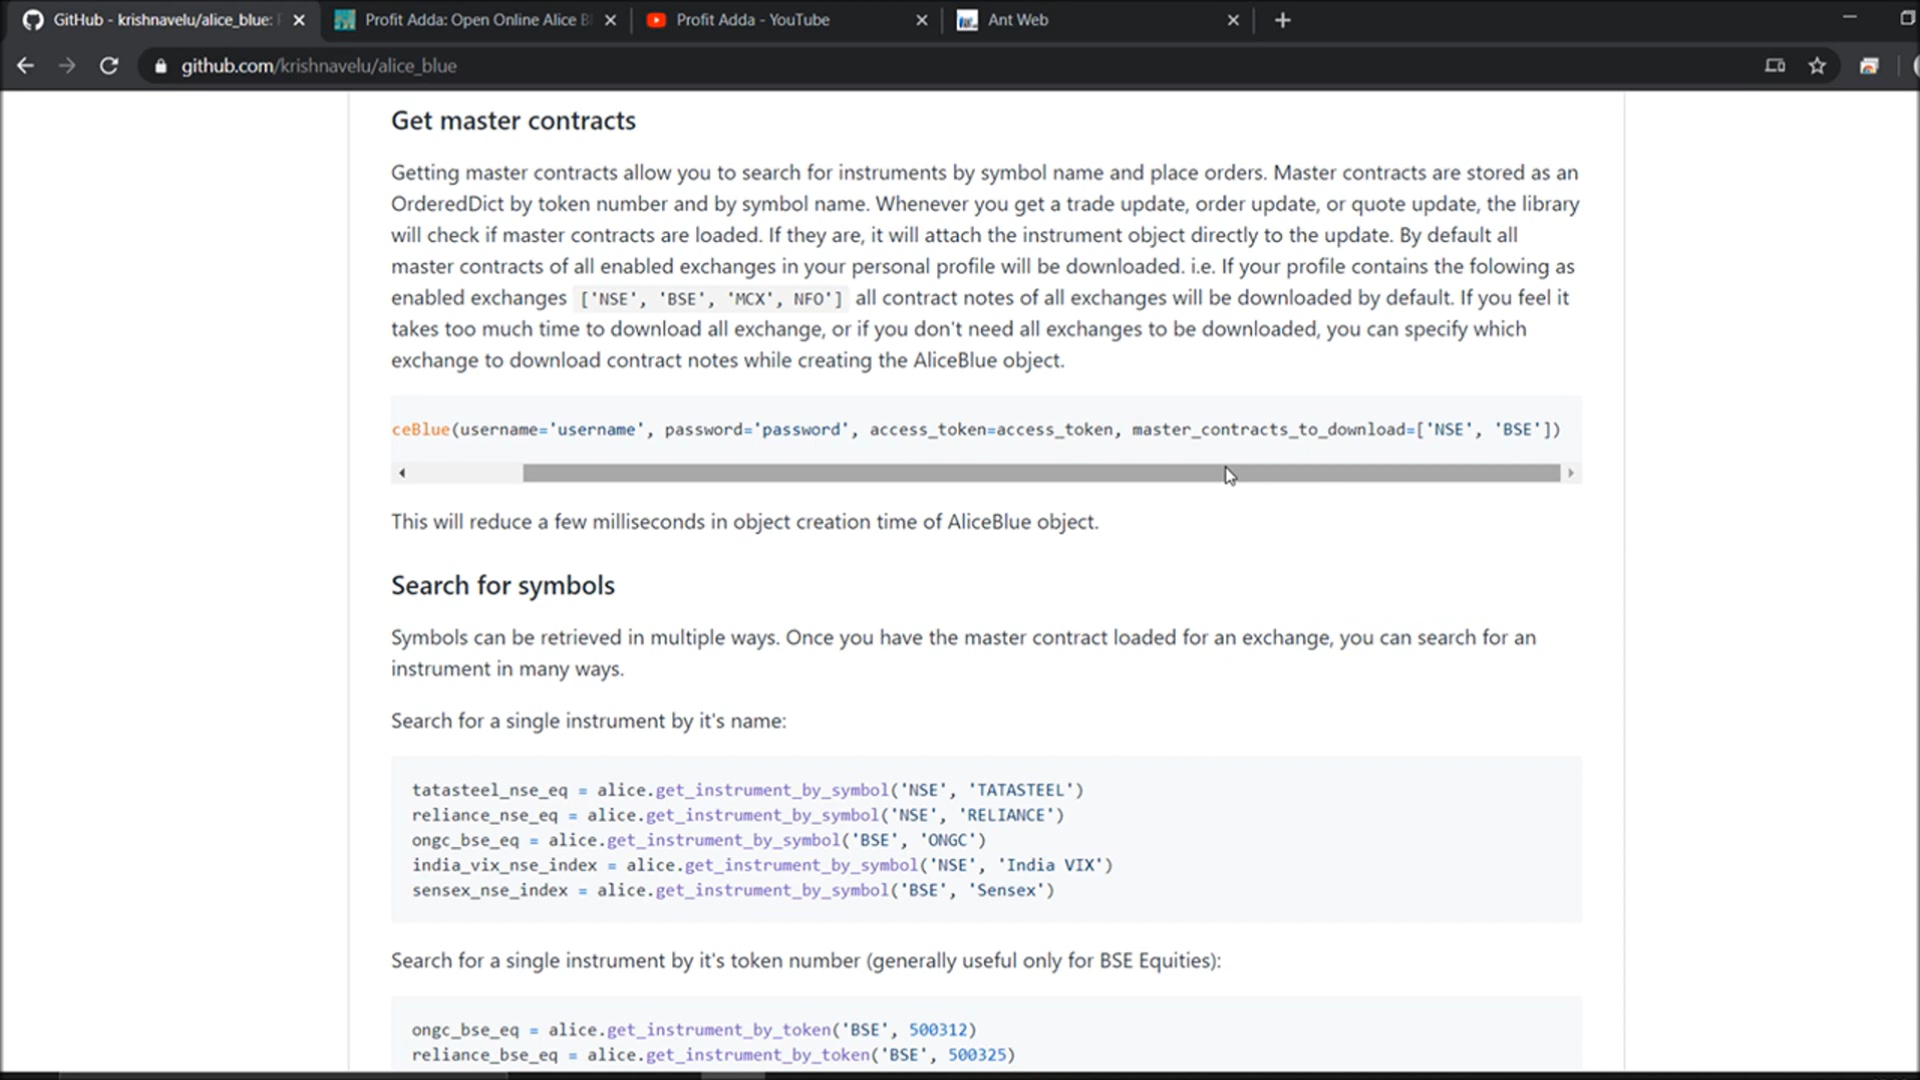 GitHub - krishnavelu/alice_blue:
Profit Adda: Open Online Alice
Profit Adda - YouTube
Ant Web
github.com/krishnavelu/alice_blue
Get master contracts
Getting master contracts allow you to search for instruments by symbol name and place orders. Master contracts are stored as an
OrderedDict by token number and by symbol name. Whenever you get a trade update, order update, or quote update, the library
will check if master contracts are loaded. If they are, it will attach the instrument object directly to the update. By default all
master contracts of all enabled exchanges in your personal profile will be downloaded. i.e. If your profile contains the folowing as
enabled exchanges ['NSE', 'BSE', 'MCX', NFO'] all contract notes of all exchanges will be downloaded by default. If you feel it
takes too much time to download all exchange, or if you don't need all exchanges to be downloaded, you can specify which
exchange to download contract notes while creating the AliceBlue object.
ceBlue(username='username', password='password', access_token=access_token, master_contracts_to_download=['NSE', 'BSE'])
This will reduce a few milliseconds in object creation time of AliceBlue object.
Search for symbols
Symbols can be retrieved in multiple ways. Once you have the master contract loaded for an exchange, you can search for an
instrument in many ways.
Search for a single instrument by it's name:
tatasteel_nse_eq = alice.get_instrument_by_symbol('NSE', 'TATASTEEL')
reliance_nse_eq = alice.get_instrument_by_symbol('NSE', 'RELIANCE')
ongc_bse_eq = alice.get_instrument_by_symbol('BSE', 'ONGC')
india_vix_nse_index = alice.get_instrument_by_symbol('NSE', 'India VIX')
sensex_nse_index = alice.get_instrument_by_symbol('BSE', 'Sensex')
Search for a single instrument by it's token number (generally useful only for BSE Equities):
ongc_bse_eq = alice.get_instrument_by_token('BSE', 500312)
reliance_bse_eq = alice.get_instrument_by_token('BSE', 500325)